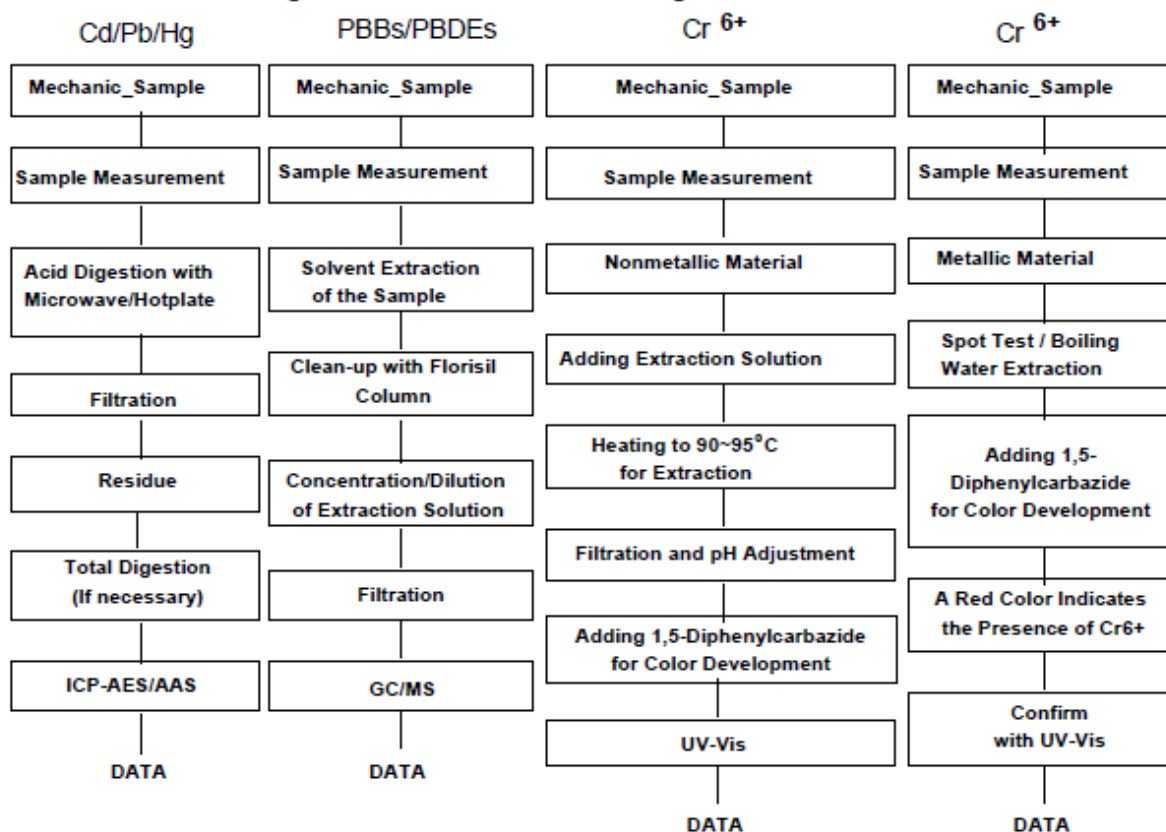 Cd/Pb/Hg
Mechanic_Sample
Sample Measurement
Acid Digestion with
Microwave/Hotplate
Filtration
Residue
Total Digestion
(If necessary)
ICP-AES/AAS
DATA
PBBs/PBDEs
Mechanic_Sample
Sample Measurement
Solvent Extraction
of the Sample
Clean-up with Florisil
Column
Concentration/Dilution
of Extraction Solution
Filtration
GC/MS
DATA
Cr 6+
Mechanic_Sample
Sample Measurement
Nonmetallic Material
Adding Extraction Solution
Heating to 90~95°C
for Extraction
Filtration and pH Adjustment
Adding 1,5-Diphenylcarbazide
for Color Development
UV-Vis
DATA
Cr 6+
Mechanic_Sample
Sample Measurement
Metallic Material
Spot Test / Boiling
Water Extraction
Adding 1,5-
Diphenylcarbazide
for Color Development
A Red Color Indicates
the Presence of Cr6+
Confirm
with UV-Vis
DATA